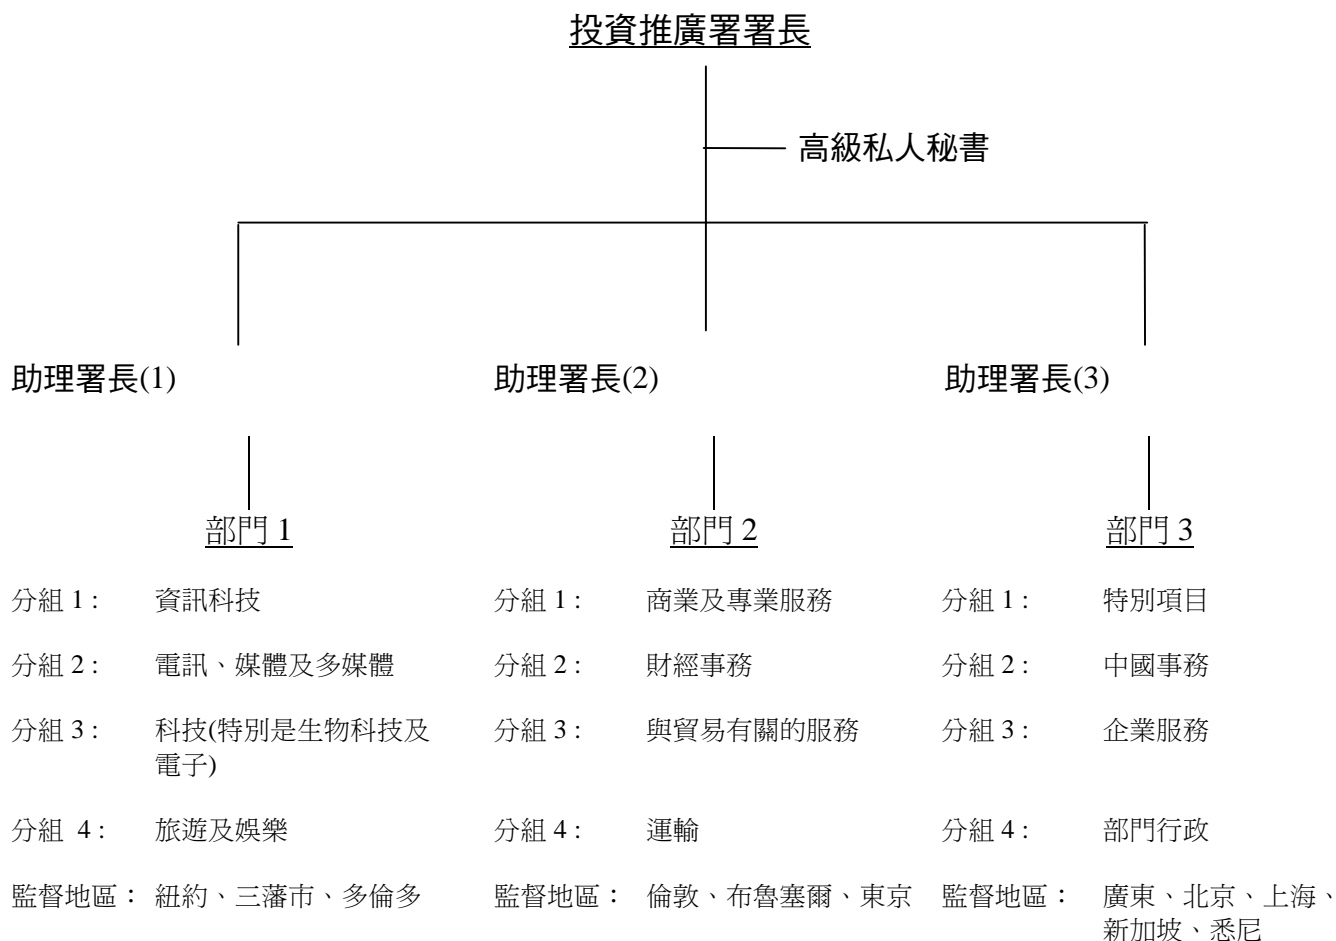 投資推廣署署長
高級私人秘書
助理署長(1) 助理署長(2) 助理署長(3)
部門 1 部門 2 部門 3
分組 1 : 資訊科技 分組 1 : 商業及專業服務 分組 1 : 特別項目
分組 2 : 電訊、媒體及多媒體 分組 2 : 財經事務 分組 2 : 中國事務
分組 3 : 科技(特別是生物科技及 分組 3 : 與貿易有關的服務 分組 3 : 企業服務
電子)
分組 4 : 旅遊及娛樂 分組 4 : 運輸 分組 4 : 部門行政
監督地區： 紐約、三藩市、多倫多 監督地區： 倫敦、布魯塞爾、東京 監督地區： 廣東、北京、上海、
新加坡、悉尼